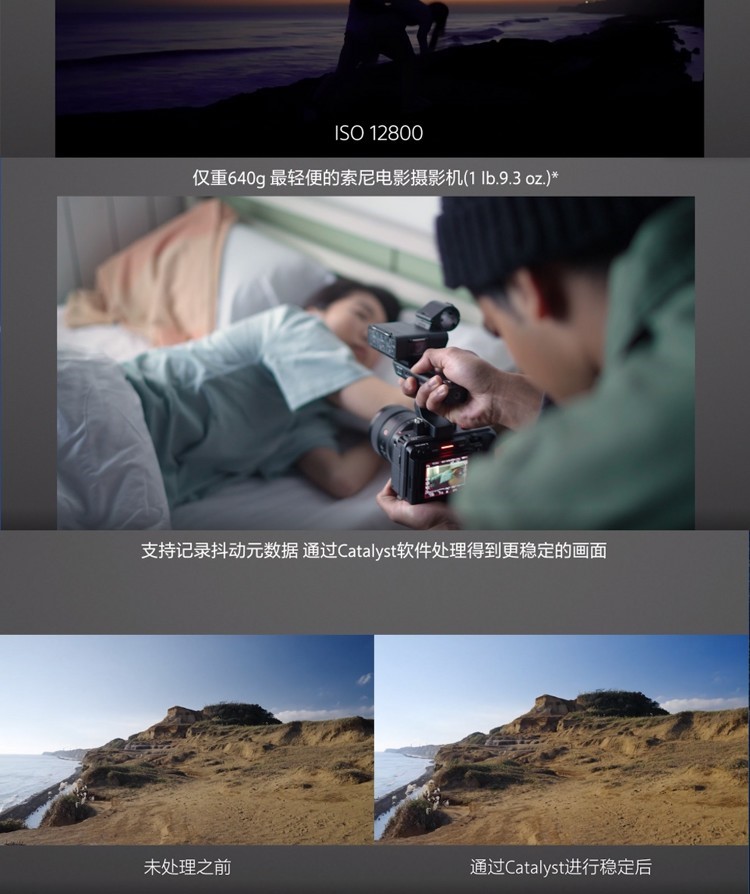 ISO 12800
仅重640g 最轻便的索尼电影摄影机(1 lb.9.3 oz.)*
支持记录抖动元数据 通过Catalyst软件处理得到更稳定的画面
未处理之前
通过Catalyst进行稳定后